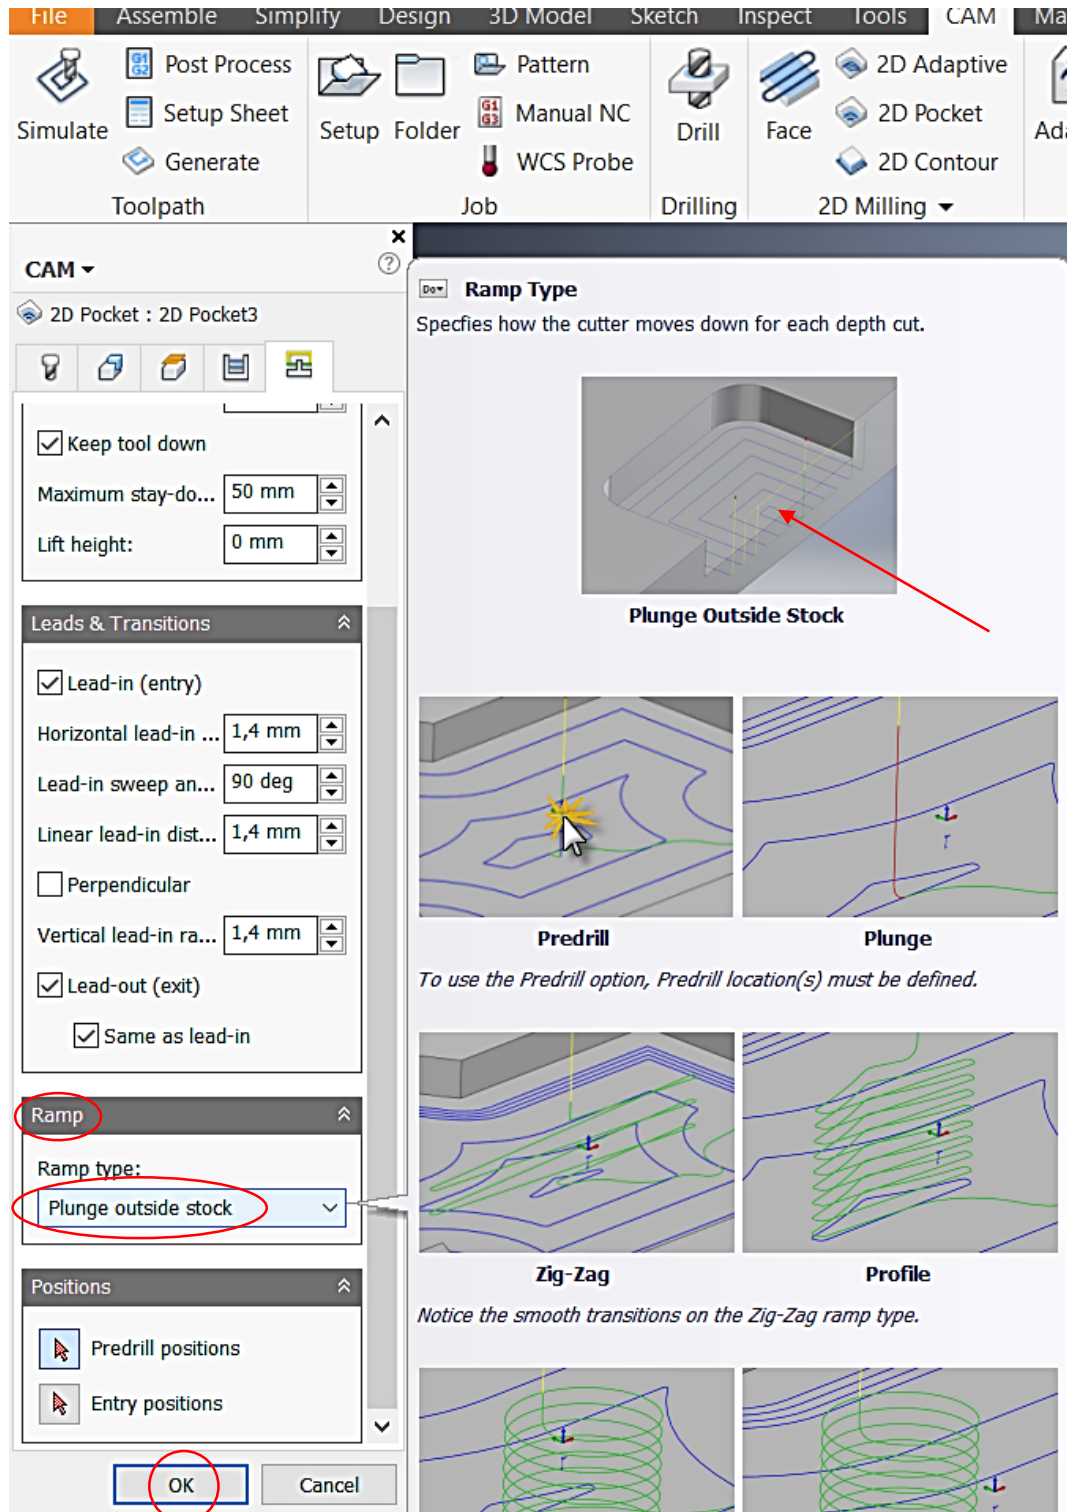 File Assemble Simplify Design 3D Model Sketch Inspect Tools CAM Ma
Simulate
Post Process
Setup Sheet
Generate
Setup Folder
Pattern
G1
G2
G1
G3
Manual NC
WCS Probe
Drill
Face
2D Adaptive
2D Pocket
2D Contour
Ada
Toolpath Job Drilling 2D Milling
CAM
2D Pocket : 2D Pocket3
Keep tool down
Maximum stay-do... 50 mm
Lift height: 0 mm
Leads & Transitions
Lead-in (entry)
Horizontal lead-in ... 1,4 mm
Lead-in sweep an... 90 deg
Linear lead-in dist... 1,4 mm
Perpendicular
Vertical lead-in ra... 1,4 mm
Lead-out (exit)
Same as lead-in
Ramp
Ramp type:
Plunge outside stock
Positions
Predrill positions
Entry positions
OK Cancel
Ramp Type
Specfies how the cutter moves down for each depth cut.
Plunge Outside Stock
Predrill Plunge
To use the Predrill option, Predrill location(s) must be defined.
Zig-Zag Profile
Notice the smooth transitions on the Zig-Zag ramp type.